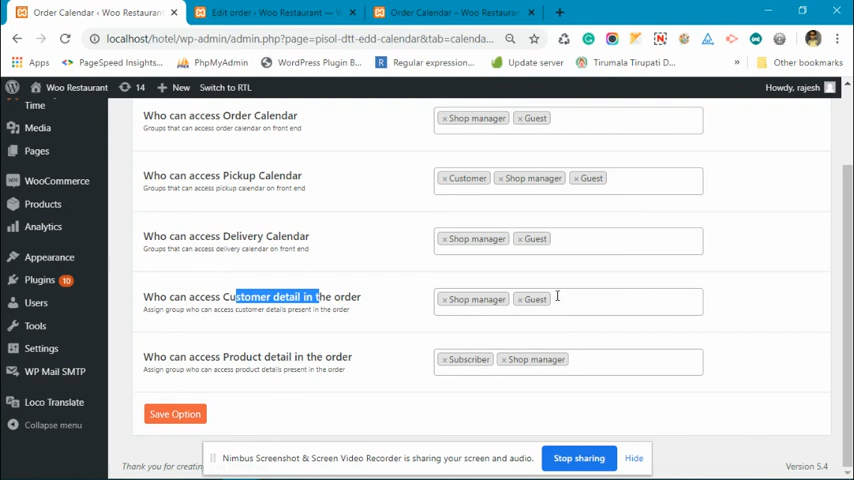 Order Calendar ‹ Woo Restaurant
Edit order ‹ Woo Restaurant — W
Order Calendar – Woo Restaurant
localhost/hotel/wp-admin/admin.php?page=pisol-dtt-edd-calendar&tab=calenda...
Apps
PageSpeed Insights...
PhpMyAdmin
WordPress Plugin B...
Regular expression...
Update server
Tirumala Tirupati D...
»
Other bookmarks
Woo Restaurant
14
+ New
Switch to RTL
Howdy, rajesh
Time
Media
Pages
WooCommerce
Products
Analytics
Appearance
Plugins 10
Users
Tools
Settings
WP Mail SMTP
Loco Translate
Collapse menu
Who can access Order Calendar
Groups that can access order calendar on front end
× Shop manager × Guest
Who can access Pickup Calendar
Groups that can access pickup calendar on front end
× Customer × Shop manager × Guest
Who can access Delivery Calendar
Groups that can access delivery calendar on front end
× Shop manager × Guest
Who can access Customer detail in the order
Assign group who can access customer details present in the order
× Shop manager × Guest
Who can access Product detail in the order
Assign group who can access product details present in the order
× Subscriber × Shop manager
Save Option
Nimbus Screenshot & Screen Video Recorder is sharing your screen and audio.
Stop sharing
Hide
Thank you for creatin
Version 5.4